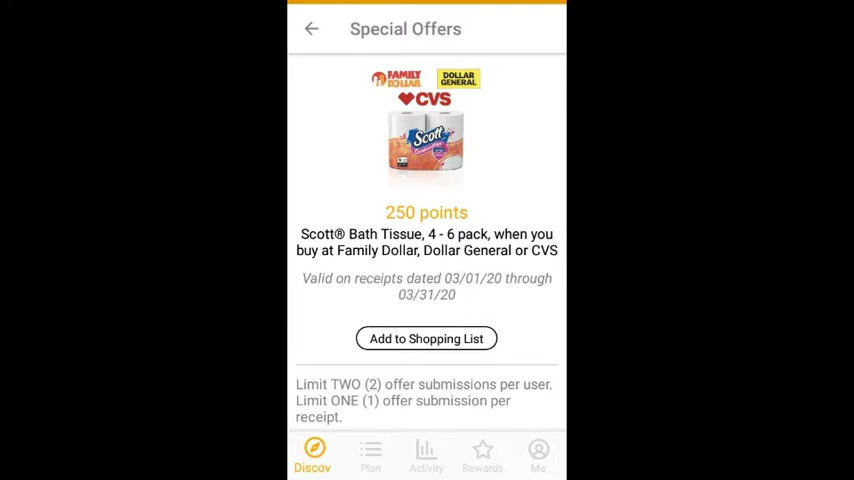 Special Offers
FAMILY DOLLAR
DOLLAR GENERAL
CVS
Scott
250 points
Scott® Bath Tissue, 4 - 6 pack, when you
buy at Family Dollar, Dollar General or CVS
Valid on receipts dated 03/01/20 through
03/31/20
Add to Shopping List
Limit TWO (2) offer submissions per user.
Limit ONE (1) offer submission per
receipt.
Discov
Plan
Activity
Rewards
Me